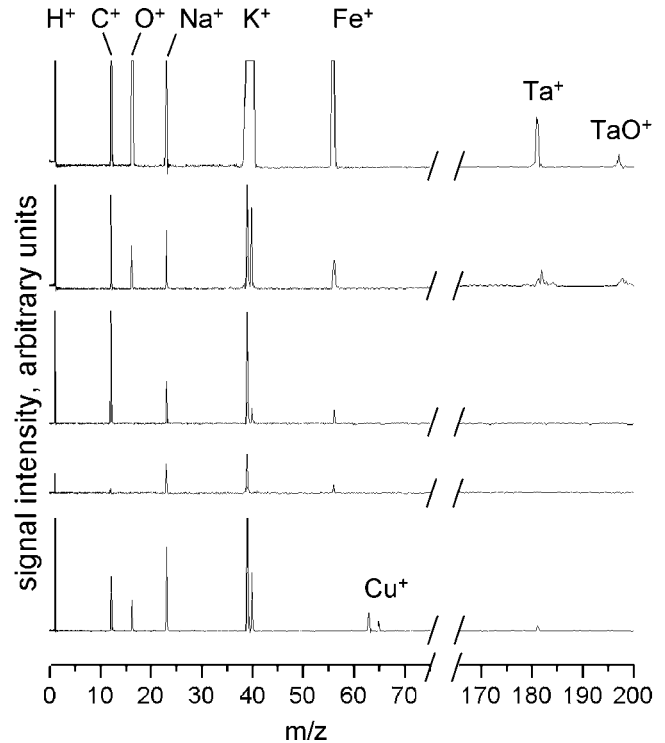 H⁺ C⁺ O⁺ Na⁺ K⁺ Fe⁺
Ta⁺
TaO⁺
signal intensity, arbitrary units
Cu⁺
0 10 20 30 40 50 60 70 170 180 190 200
m/z